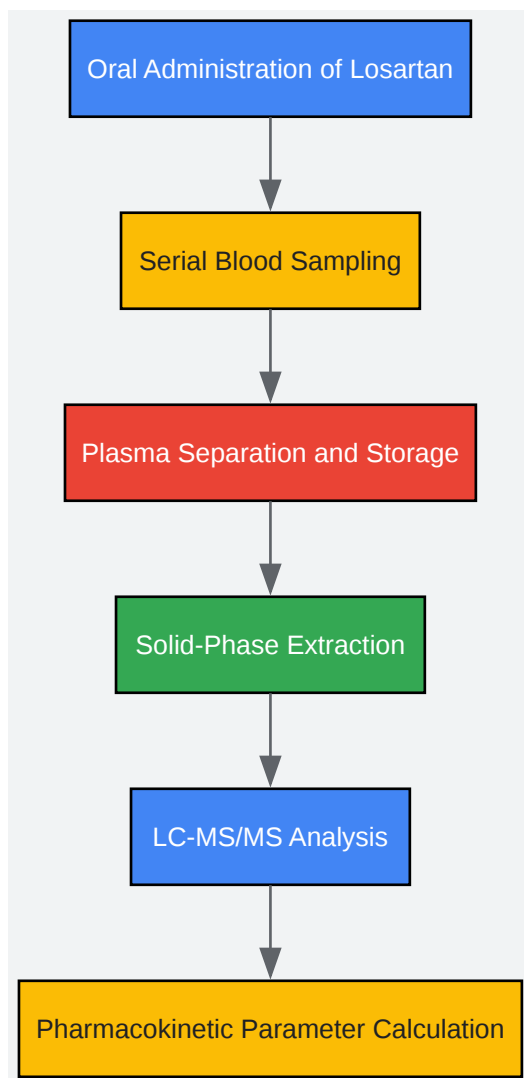 Oral Administration of Losartan
Serial Blood Sampling
Plasma Separation and Storage
Solid-Phase Extraction
LC-MS/MS Analysis
Pharmacokinetic Parameter Calculation